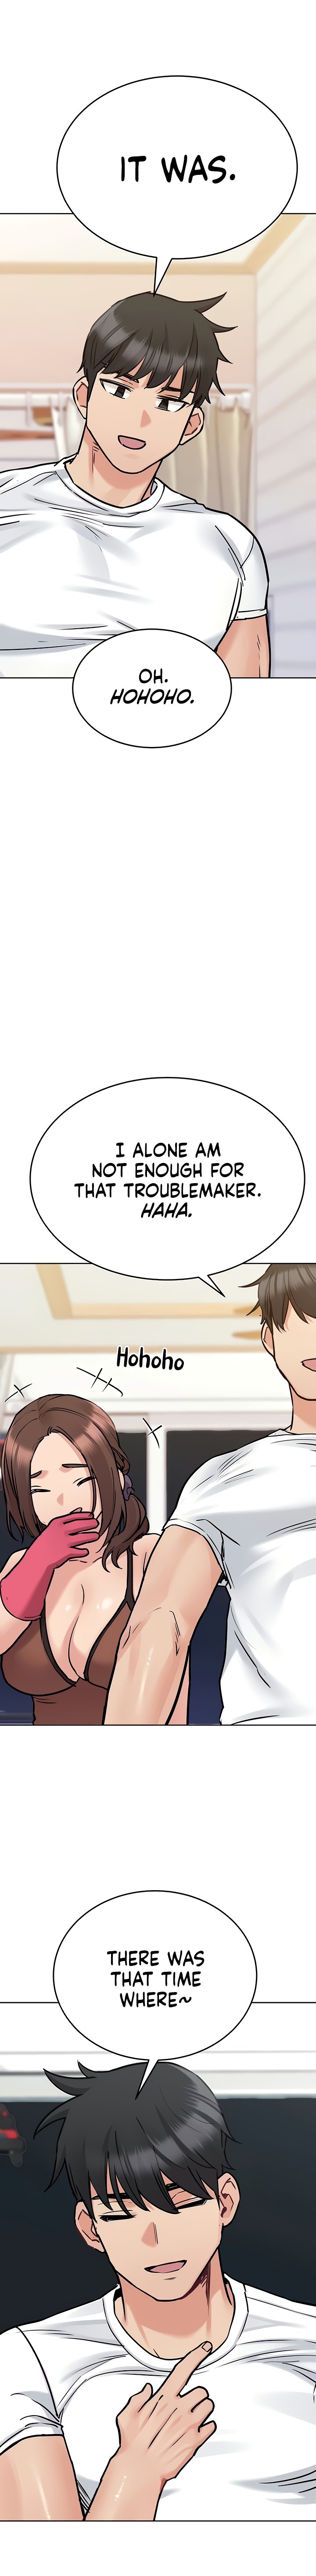 IT WAS.
OH.
HOHOHO.
I ALONE AM
NOT ENOUGH FOR
THAT TROUBLEMAKER.
HAHA.
Hohoho
THERE WAS
THAT TIME
WHERE~